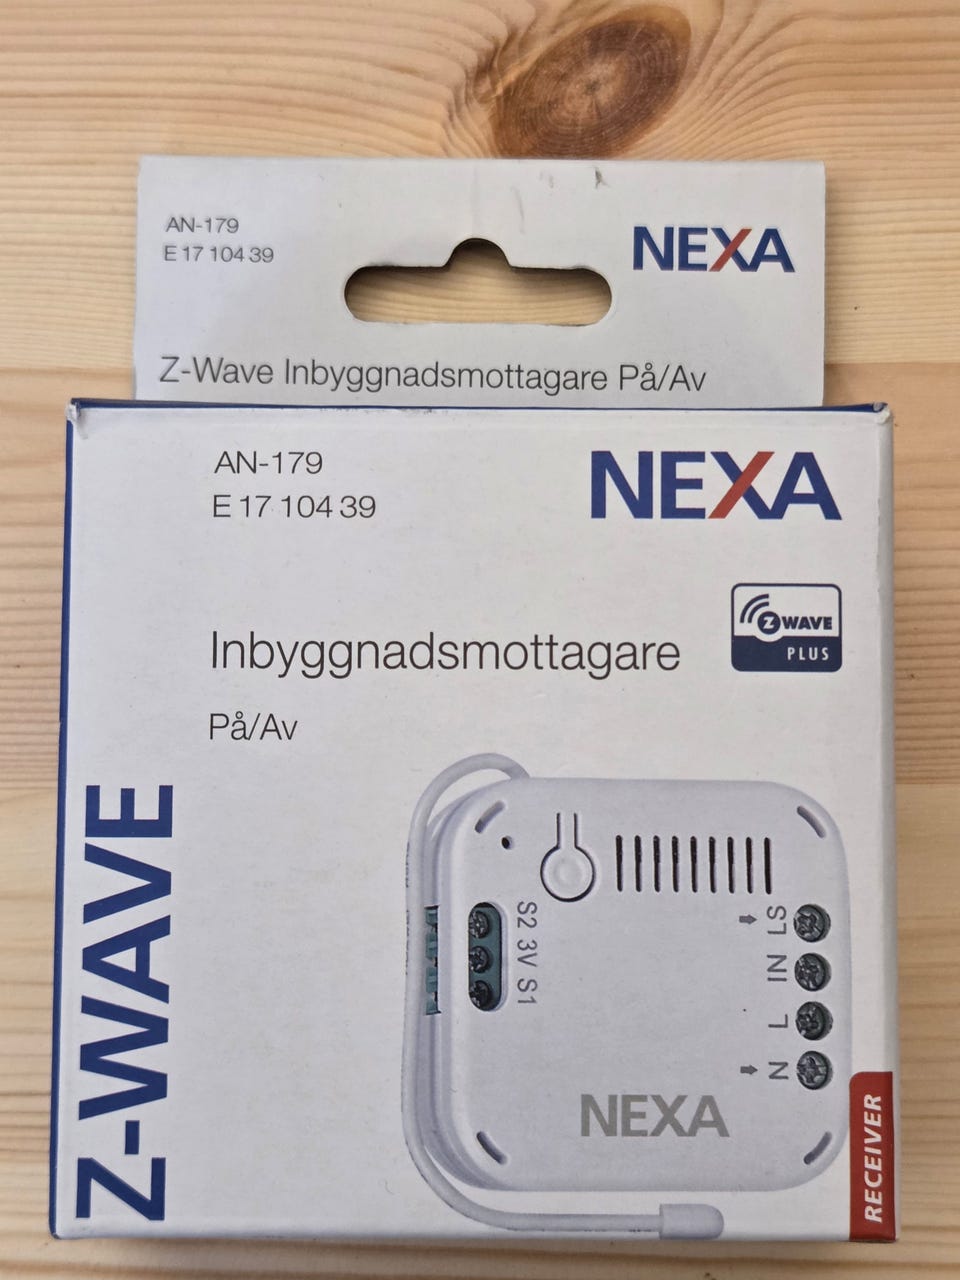 AN-179
E 17 104 39
NEXA
Z-Wave Inbyggnadsmottagare På/Av
AN-179
E 17 104 39
NEXA
Z WAVE
PLUS
Inbyggnadsmottagare
På/Av
Z-WAVE
S2 3V S1
LS
IN
L
N
NEXA
RECEIVER